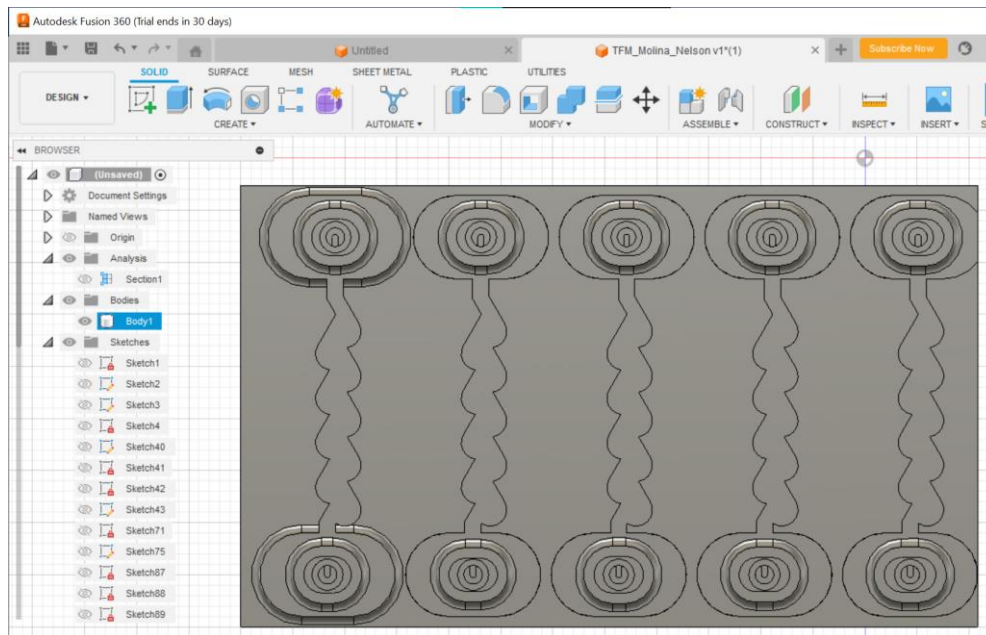 Autodesk Fusion 360 (Trial ends in 30 days)
Untitled
TFM_Molina_Nelson v1*(1)
Subscribe Now
SOLID SURFACE MESH SHEET METAL PLASTIC UTILITIES
DESIGN
CREATE AUTOMATE MODIFY ASSEMBLE CONSTRUCT INSPECT INSERT
BROWSER
(Unsaved)
Document Settings
Named Views
Origin
Analysis
Section1
Bodies
Body1
Sketches
Sketch1
Sketch2
Sketch3
Sketch4
Sketch40
Sketch41
Sketch42
Sketch43
Sketch71
Sketch75
Sketch87
Sketch88
Sketch89